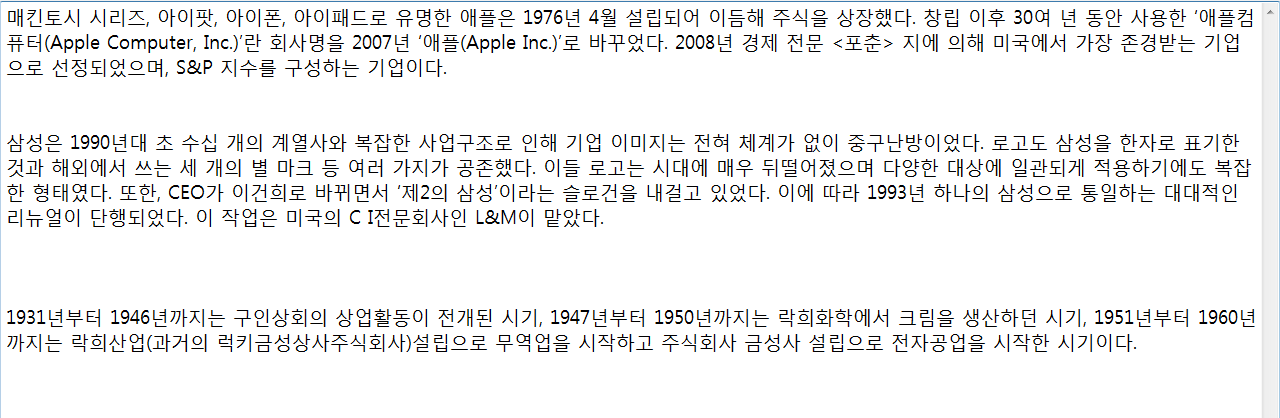 매킨토시 시리즈, 아이팟, 아이폰, 아이패드로 유명한 애플은 1976년 4월 설립되어 이듬해 주식을 상장했다. 창립 이후 30여 년 동안 사용한 '애플컴
퓨터(Apple Computer, Inc.)'란 회사명을 2007년 '애플(Apple Inc.)'로 바꾸었다. 2008년 경제 전문 <포춘> 지에 의해 미국에서 가장 존경받는 기업
으로 선정되었으며, S&P 지수를 구성하는 기업이다.
삼성은 1990년대 초 수십 개의 계열사와 복잡한 사업구조로 인해 기업 이미지는 전혀 체계가 없이 중구난방이었다. 로고도 삼성을 한자로 표기한
것과 해외에서 쓰는 세 개의 별 마크 등 여러 가지가 공존했다. 이들 로고는 시대에 매우 뒤떨어졌으며 다양한 대상에 일관되게 적용하기에도 복잡
한 형태였다. 또한, CEO가 이건희로 바뀌면서 '제2의 삼성'이라는 슬로건을 내걸고 있었다. 이에 따라 1993년 하나의 삼성으로 통일하는 대대적인
리뉴얼이 단행되었다. 이 작업은 미국의 C I전문회사인 L&M이 맡았다.
1931년부터 1946년까지는 구인상회의 상업활동이 전개된 시기, 1947년부터 1950년까지는 락희화학에서 크림을 생산하던 시기, 1951년부터 1960년
까지는 락희산업(과거의 럭키금성상사주식회사)설립으로 무역업을 시작하고 주식회사 금성사 설립으로 전자공업을 시작한 시기이다.